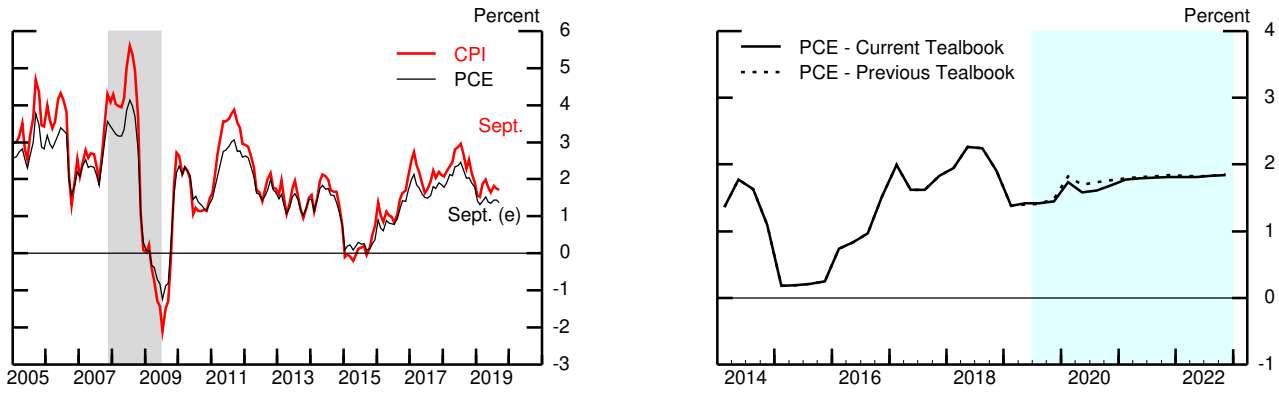 Percent
6
5
4
3
2
1
0
-1
-2
-3
CPI
PCE
Sept.
Sept. (e)
2005 2007 2009 2011 2013 2015 2017 2019
Percent
4
3
2
1
0
-1
PCE - Current Tealbook
PCE - Previous Tealbook
2014 2016 2018 2020 2022